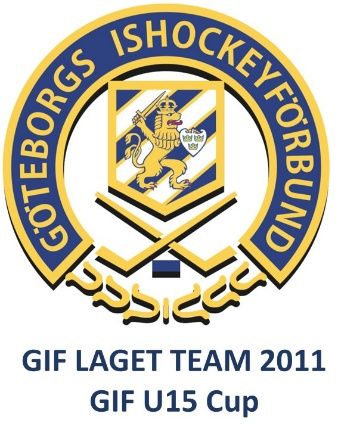 GÖTEBORGS ISHOCKEYFÖRBUND
GIF LAGET TEAM 2011
GIF U15 Cup